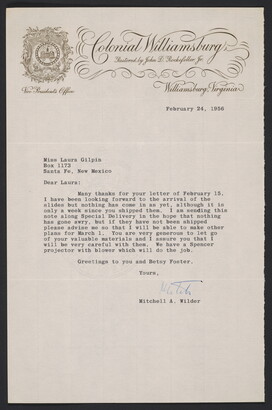 Colonial Williamsburg
Restored by John D. Rockefeller Jr.
Vice President's Office
Williamsburg, Virginia
February 24, 1956
Miss Laura Gilpin
Box 1173
Santa Fe, New Mexico
Dear Laura:
Many thanks for your letter of February 15.
I have been looking forward to the arrival of the
slides but nothing has come in as yet, although it is
only a week since you shipped them. I am sending this
note along Special Delivery in the hope that nothing
has gone awry, but if they have not been shipped
please advise me so that I will be able to make other
plans for March 1. You are very generous to let go
of your valuable materials and I assure you that I
will be very careful with them. We have a Spencer
projector with blower which will do the job.
Greetings to you and Betsy Foster.
Yours,
Mitchell A. Wilder